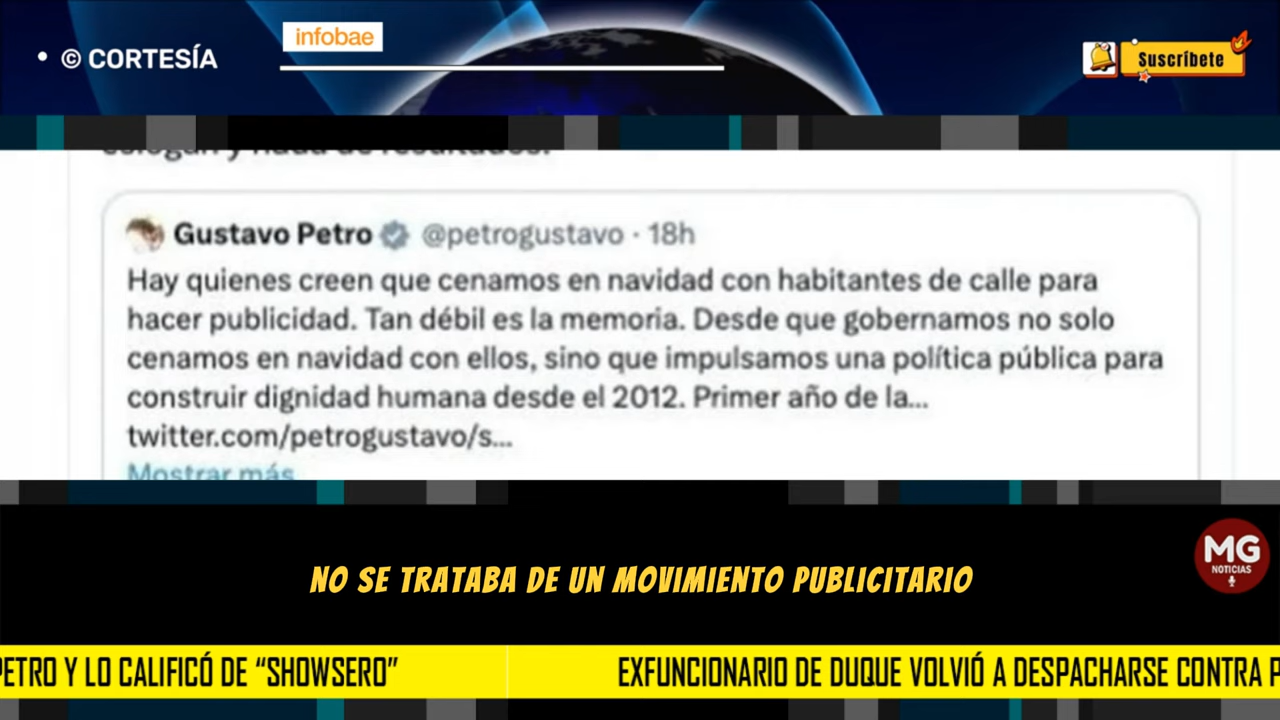 • © CORTESÍA
infobae
Suscríbete
eslogan y nada de resultados.
Gustavo Petro @petrogustavo · 18h
Hay quienes creen que cenamos en navidad con habitantes de calle para
hacer publicidad. Tan débil es la memoria. Desde que gobernamos no solo
cenamos en navidad con ellos, sino que impulsamos una política pública para
construir dignidad humana desde el 2012. Primer año de la...
twitter.com/petrogustavo/s...
Mostrar más
NO SE TRATABA DE UN MOVIMIENTO PUBLICITARIO
MG
NOTICIAS
PETRO Y LO CALIFICÓ DE “SHOWSERO” EXFUNCIONARIO DE DUQUE VOLVIÓ A DESPACHARSE CONTRA P